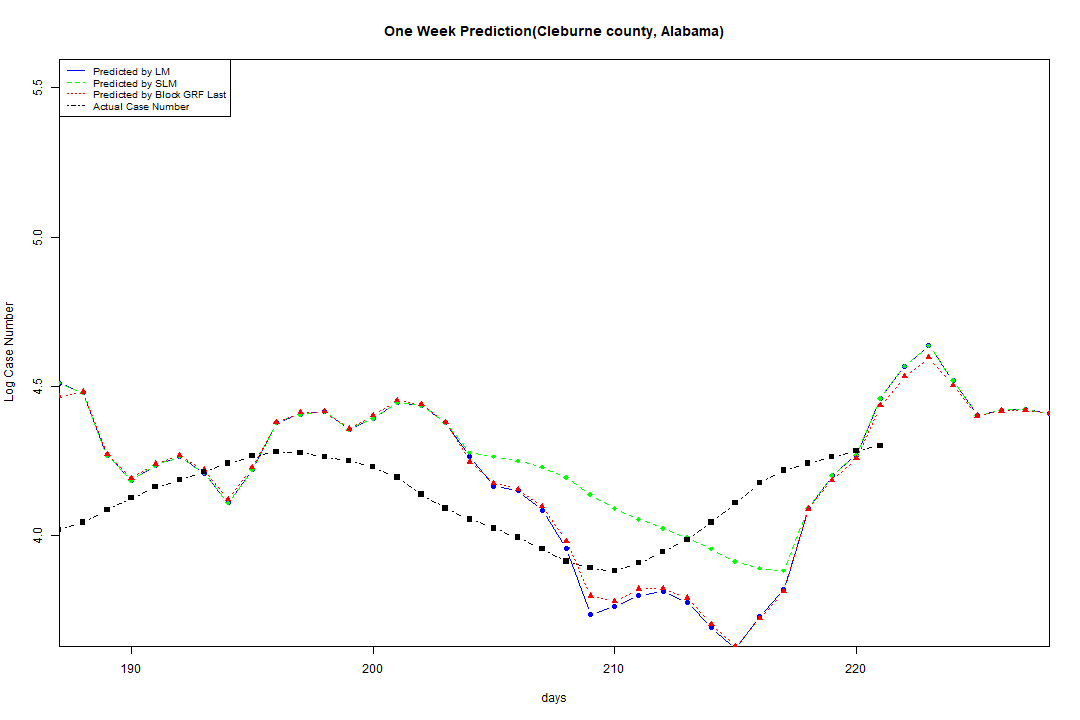 One Week Prediction(Cleburne county, Alabama)
Predicted by LM
Predicted by SLM
Predicted by Block GRF Last
Actual Case Number
5.5
5.0
4.5
4.0
Log Case Number
190 200 210 220
days